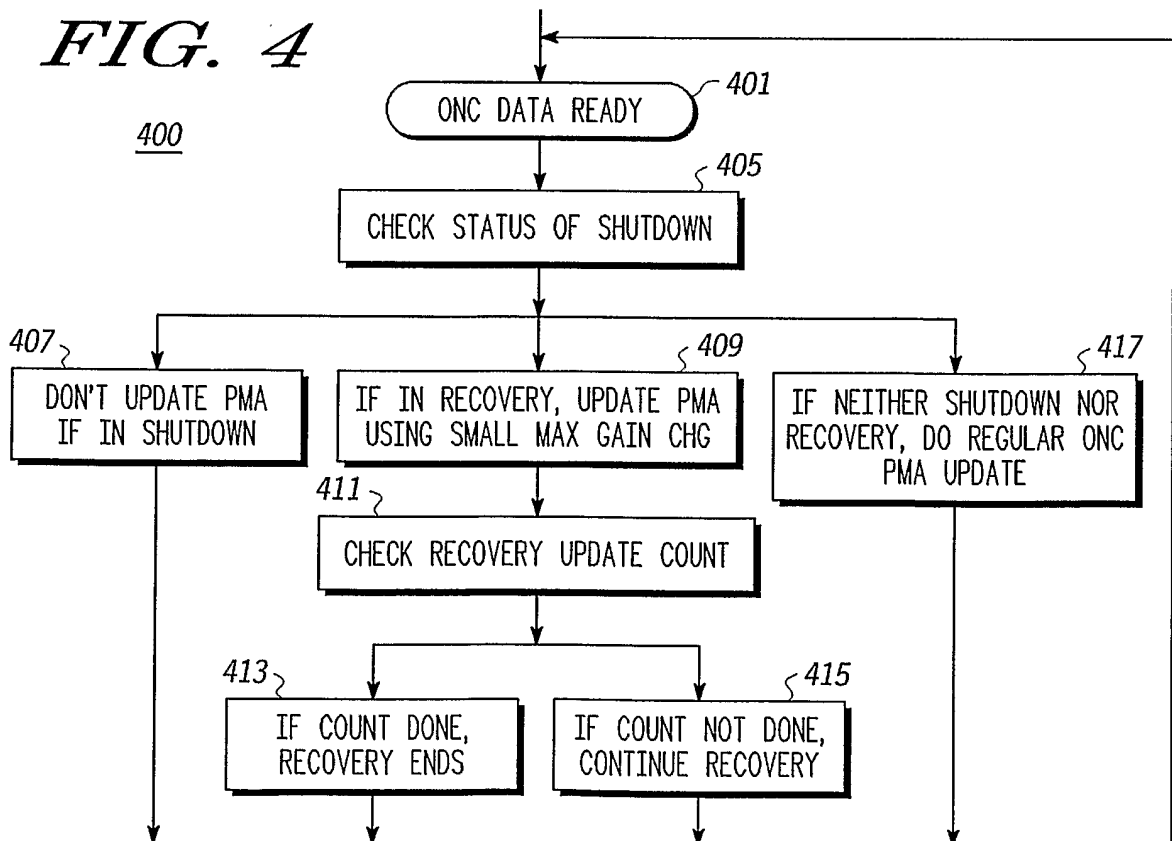 FIG. 4
400
ONC DATA READY
401
CHECK STATUS OF SHUTDOWN
405
407
DON'T UPDATE PMA
IF IN SHUTDOWN
409
IF IN RECOVERY, UPDATE PMA
USING SMALL MAX GAIN CHG
417
IF NEITHER SHUTDOWN NOR
RECOVERY, DO REGULAR ONC
PMA UPDATE
411
CHECK RECOVERY UPDATE COUNT
413
IF COUNT DONE,
RECOVERY ENDS
415
IF COUNT NOT DONE,
CONTINUE RECOVERY